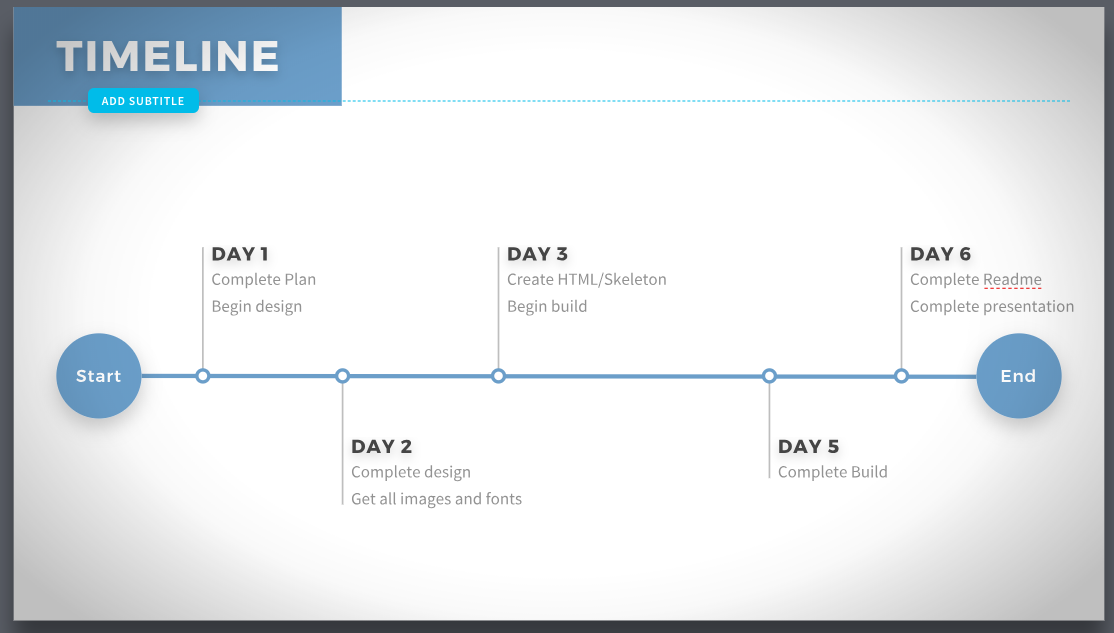 TIMELINE
ADD SUBTITLE
DAY 1
Complete Plan
Begin design
DAY 3
Create HTML/Skeleton
Begin build
DAY 6
Complete Readme
Complete presentation
Start
End
DAY 2
Complete design
Get all images and fonts
DAY 5
Complete Build